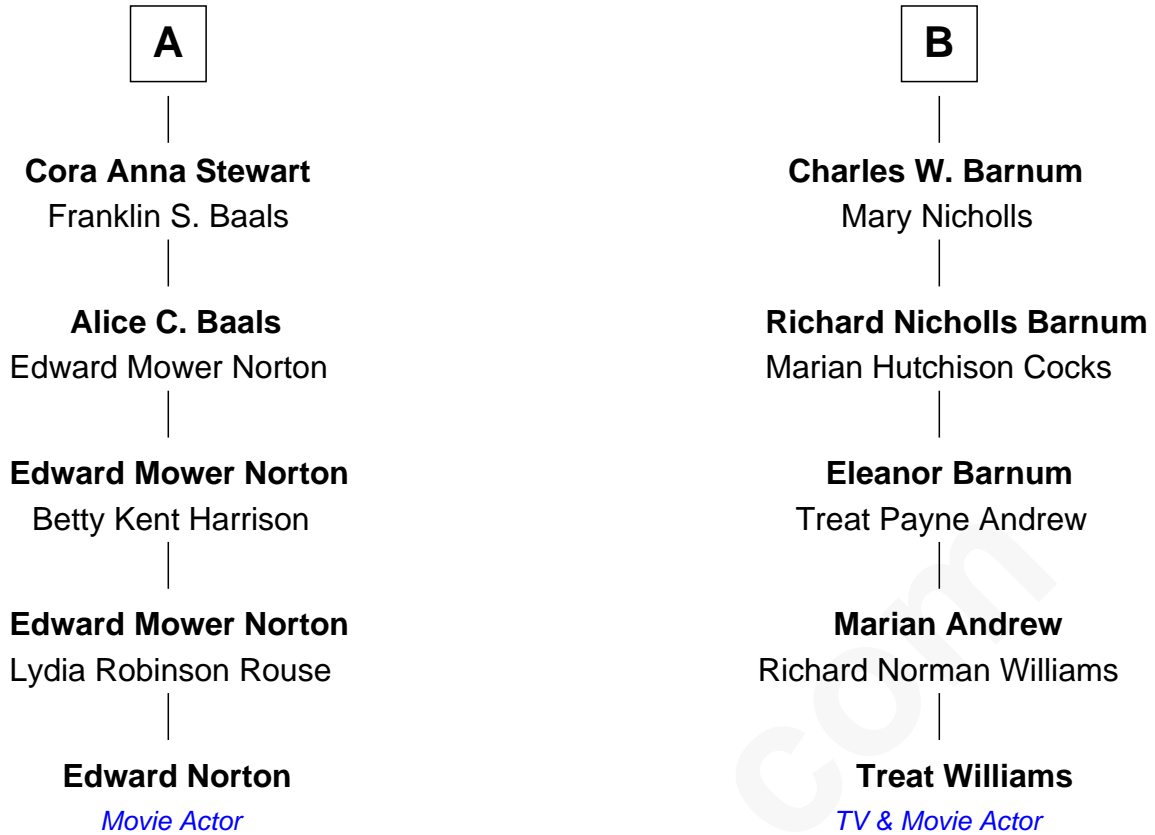 A
Cora Anna Stewart
Franklin S. Baals
Alice C. Baals
Edward Mower Norton
Edward Mower Norton
Betty Kent Harrison
Edward Mower Norton
Lydia Robinson Rouse
Edward Norton
Movie Actor
B
Charles W. Barnum
Mary Nicholls
Richard Nicholls Barnum
Marian Hutchison Cocks
Eleanor Barnum
Treat Payne Andrew
Marian Andrew
Richard Norman Williams
Treat Williams
TV & Movie Actor
com